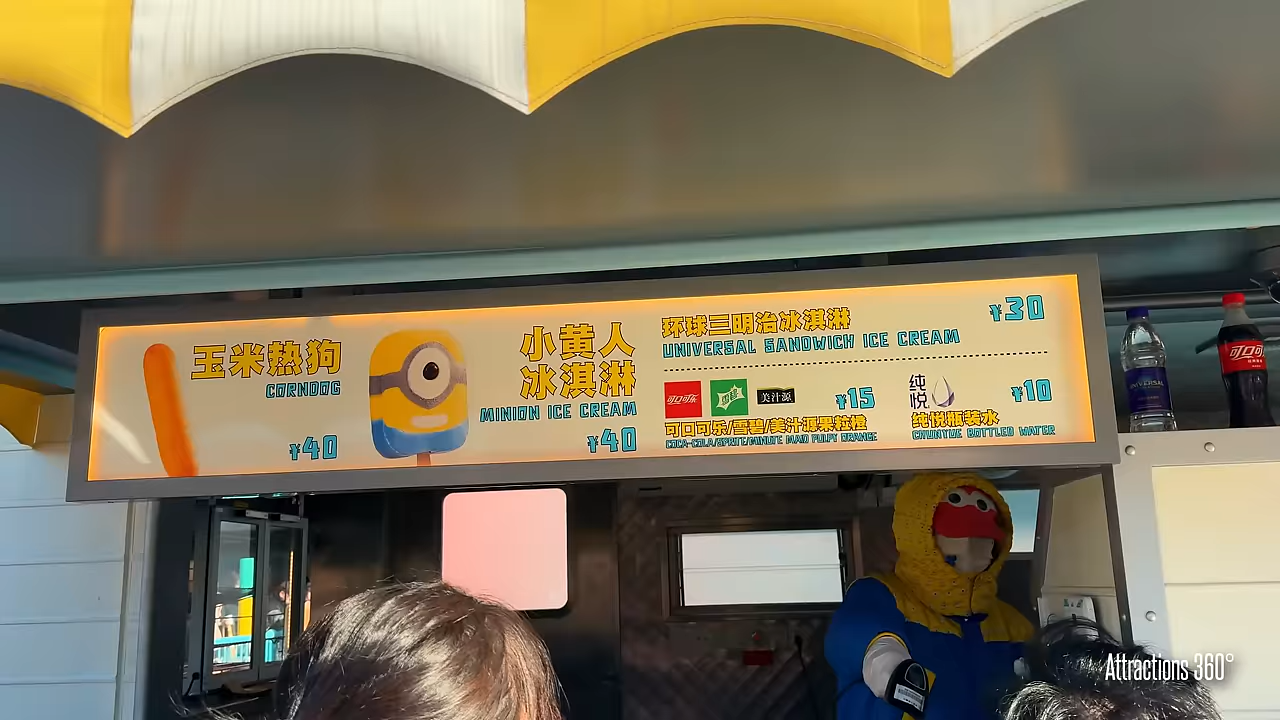 玉米热狗
CORNDOG
¥40
小黄人
冰淇淋
MINION ICE CREAM
¥40
环球三明治冰淇淋
UNIVERSAL SANDWICH ICE CREAM
¥30
可口可乐
雪碧
美汁源
¥15
可口可乐/雪碧/美汁源果粒橙
COCA-COLA/SPRITE/MINUTE MAID PULPY ORANGE
纯
悦
¥10
纯悦瓶装水
CHUNYUE BOTTLED WATER
UNIVERSAL
可口可
Attractions 360°